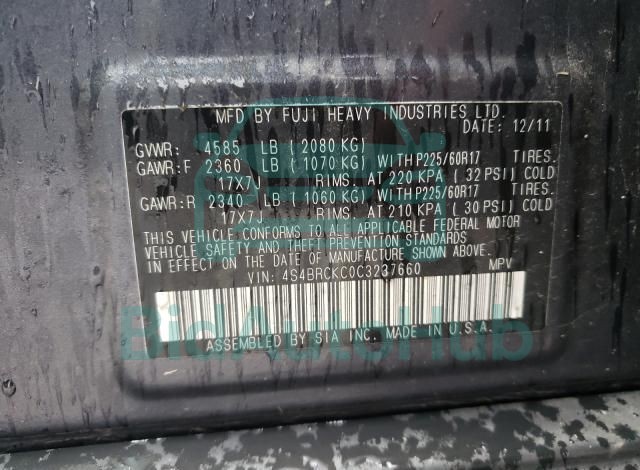 MFD BY FUJI HEAVY INDUSTRIES LTD.
DATE: 12/11
GVWR: 4585 LB ( 2080 KG)
GAWR:F 2360 LB ( 1070 KG) WITH P225/60R17 TIRES.
17X7J RIMS. AT 220 KPA ( 32 PSI) COLD
GAWR:R 2340 LB ( 1060 KG) WITH P225/60R17 TIRES.
17X7J RIMS. AT 210 KPA ( 30 PSI) COLD
THIS VEHICLE CONFORMS TO ALL APPLICABLE FEDERAL MOTOR
VEHICLE SAFETY AND THEFT PREVENTION STANDARDS
IN EFFECT ON THE DATE OF MANUFACTURE SHOWN ABOVE.
VIN: 4S4BRCKC0C3237660 MPV
BidAutoHub
ASSEMBLED BY SIA INC. MADE IN U.S.A.